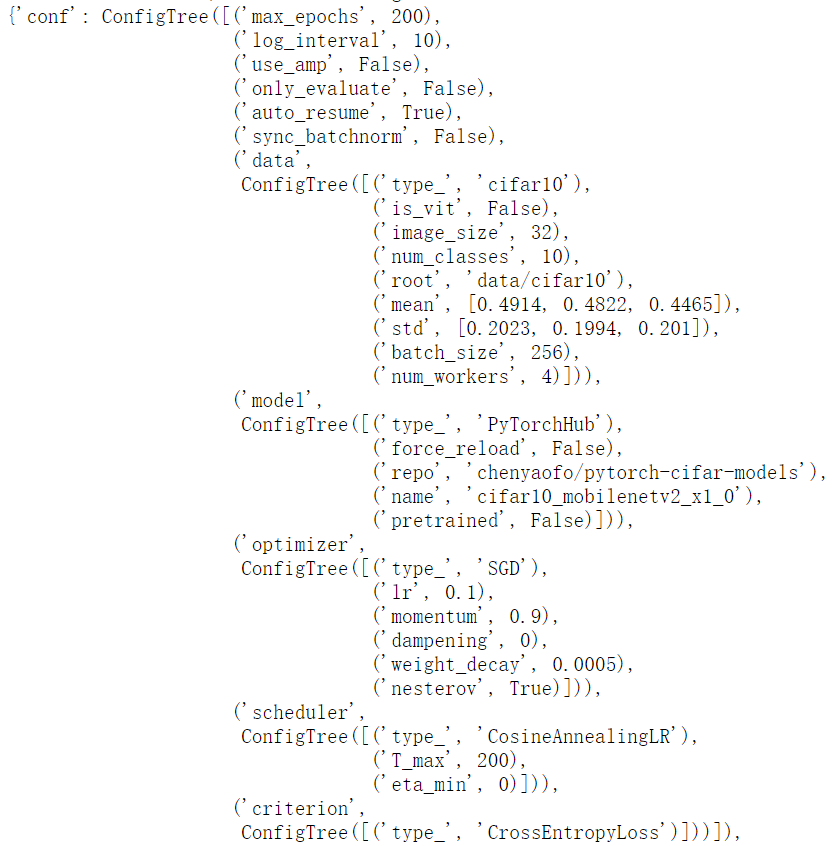 {'conf': ConfigTree([('max_epochs', 200),
('log_interval', 10),
('use_amp', False),
('only_evaluate', False),
('auto_resume', True),
('sync_batchnorm', False),
('data',
ConfigTree([('type_', 'cifar10'),
('is_vit', False),
('image_size', 32),
('num_classes', 10),
('root', 'data/cifar10'),
('mean', [0.4914, 0.4822, 0.4465]),
('std', [0.2023, 0.1994, 0.201]),
('batch_size', 256),
('num_workers', 4)])),
('model',
ConfigTree([('type_', 'PyTorchHub'),
('force_reload', False),
('repo', 'chenyaofo/pytorch-cifar-models'),
('name', 'cifar10_mobilenetv2_x1_0'),
('pretrained', False)])),
('optimizer',
ConfigTree([('type_', 'SGD'),
('lr', 0.1),
('momentum', 0.9),
('dampening', 0),
('weight_decay', 0.0005),
('nesterov', True)])),
('scheduler',
ConfigTree([('type_', 'CosineAnnealingLR'),
('T_max', 200),
('eta_min', 0)])),
('criterion',
ConfigTree([('type_', 'CrossEntropyLoss')]))]),